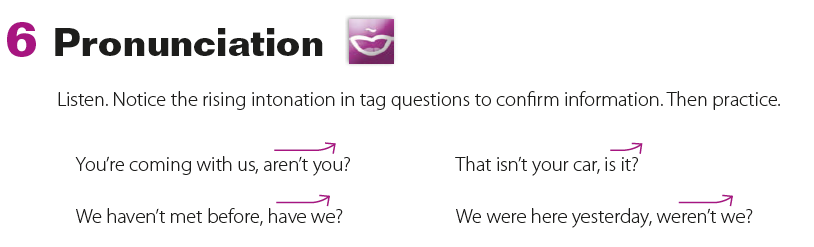 6 Pronunciation
Listen. Notice the rising intonation in tag questions to confirm information. Then practice.
You’re coming with us, aren’t you?
That isn’t your car, is it?
We haven’t met before, have we?
We were here yesterday, weren’t we?